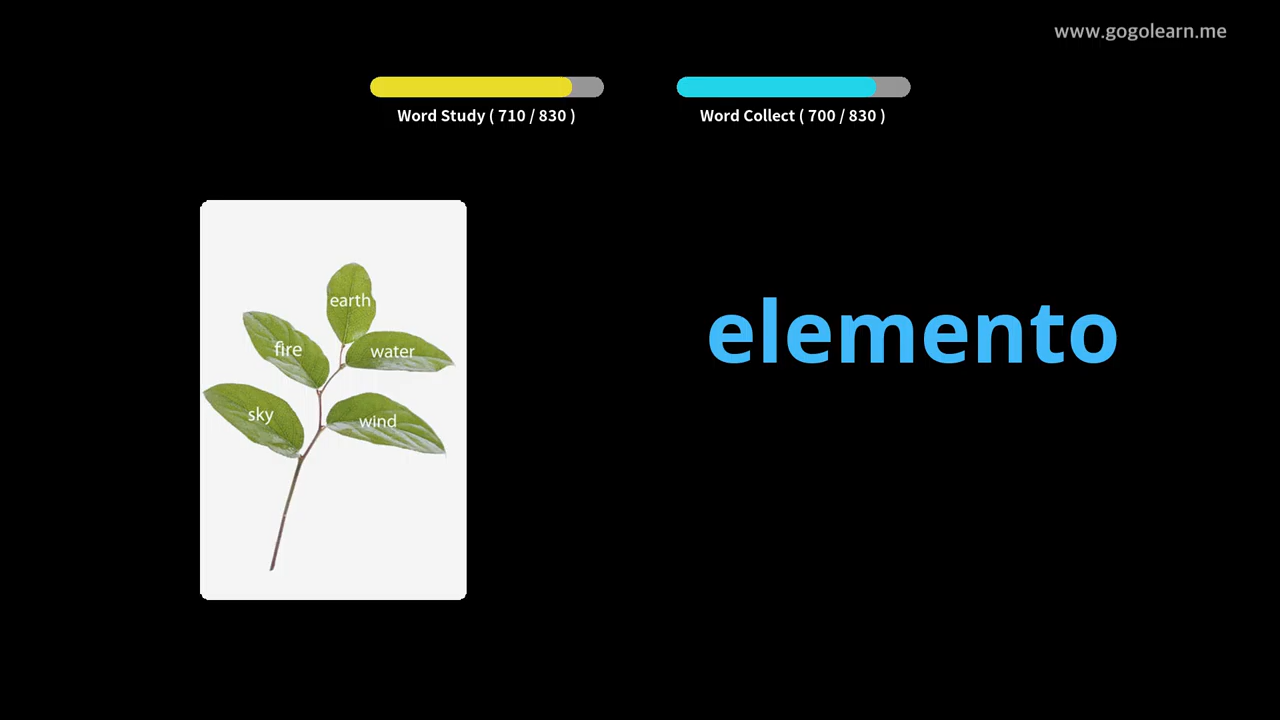 www.gogolearn.me
Word Study ( 710 / 830 )
Word Collect ( 700 / 830 )
earth
fire
water
sky
wind
elemento